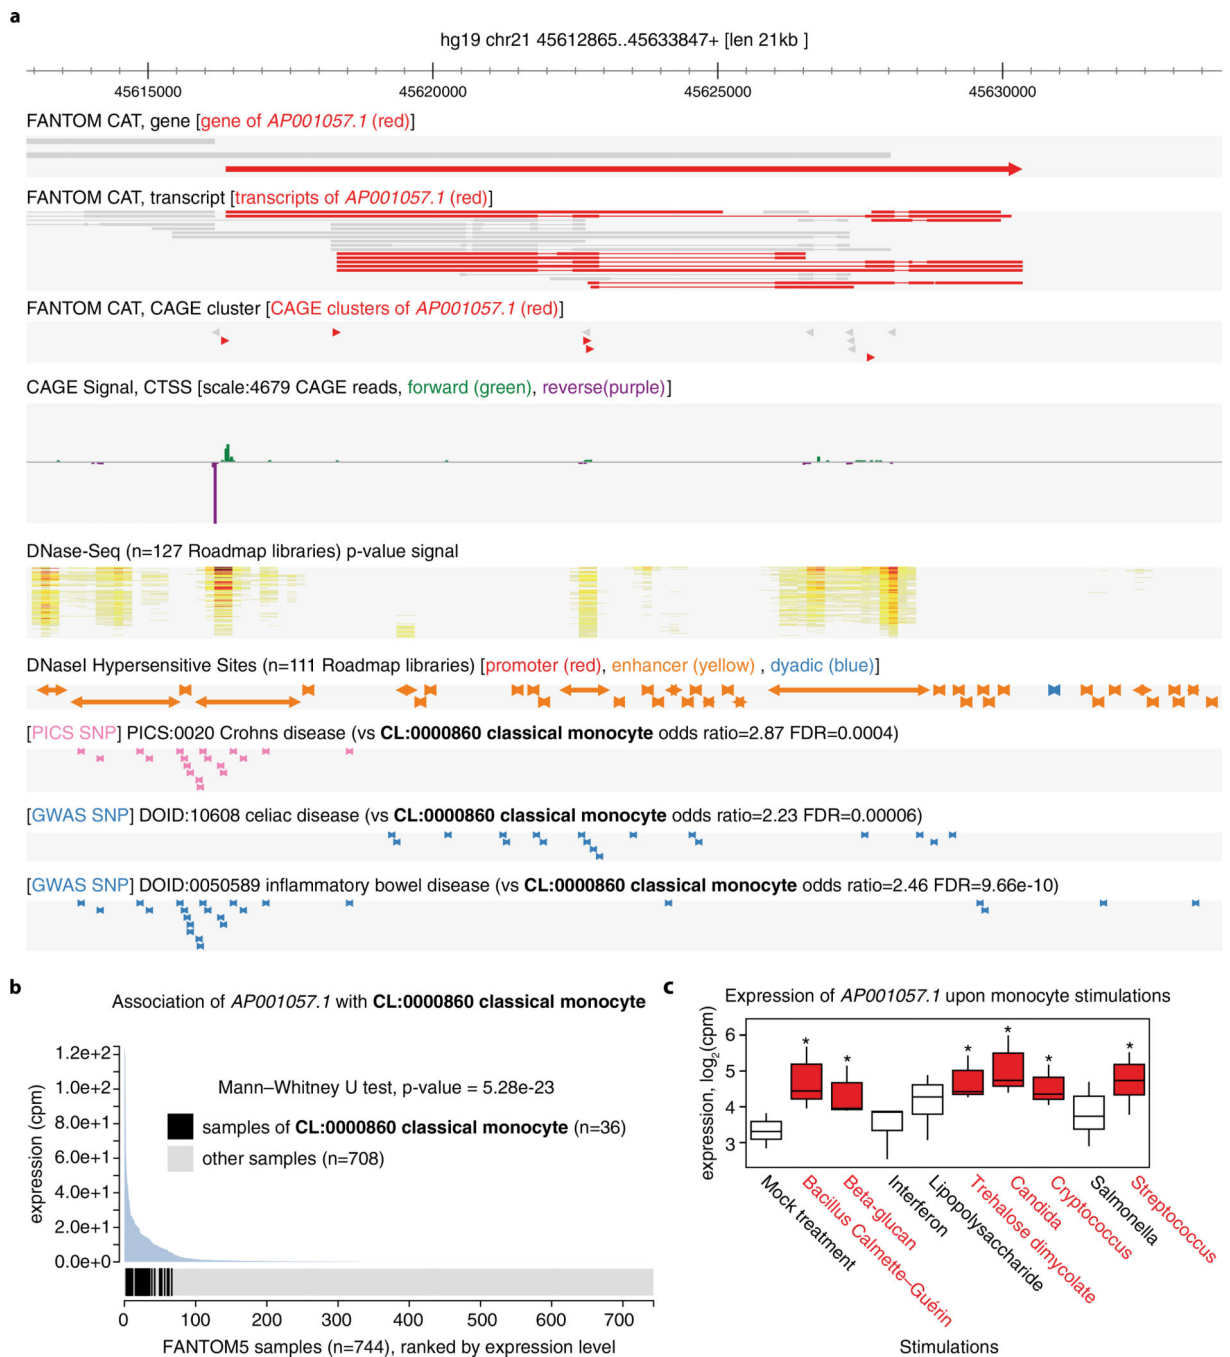 a
hg19 chr21 45612865..45633847+ [len 21kb ]
45615000 45620000 45625000 45630000
FANTOM CAT, gene [gene of AP001057.1 (red)]
FANTOM CAT, transcript [transcripts of AP001057.1 (red)]
FANTOM CAT, CAGE cluster [CAGE clusters of AP001057.1 (red)]
CAGE Signal, CTSS [scale:4679 CAGE reads, forward (green), reverse(purple)]
DNase-Seq (n=127 Roadmap libraries) p-value signal
DNaseI Hypersensitive Sites (n=111 Roadmap libraries) [promoter (red), enhancer (yellow) , dyadic (blue)]
[PICS SNP] PICS:0020 Crohns disease (vs CL:0000860 classical monocyte odds ratio=2.87 FDR=0.0004)
[GWAS SNP] DOID:10608 celiac disease (vs CL:0000860 classical monocyte odds ratio=2.23 FDR=0.00006)
[GWAS SNP] DOID:0050589 inflammatory bowel disease (vs CL:0000860 classical monocyte odds ratio=2.46 FDR=9.66e-10)
b
Association of AP001057.1 with CL:0000860 classical monocyte
expression (cpm)
1.2e+2
1.0e+2
8.0e+1
6.0e+1
4.0e+1
2.0e+1
0.0e+0
Mann–Whitney U test, p-value = 5.28e-23
samples of CL:0000860 classical monocyte (n=36)
other samples (n=708)
0 100 200 300 400 500 600 700
FANTOM5 samples (n=744), ranked by expression level
c
Expression of AP001057.1 upon monocyte stimulations
expression, log2(cpm)
6
5
4
3
* * * * * *
Mock treatment
Bacillus Calmette–Guérin
Beta-glucan
Interferon
Lipopolysaccharide
Trehalose dimycolate
Candida
Cryptococcus
Salmonella
Streptococcus
Stimulations